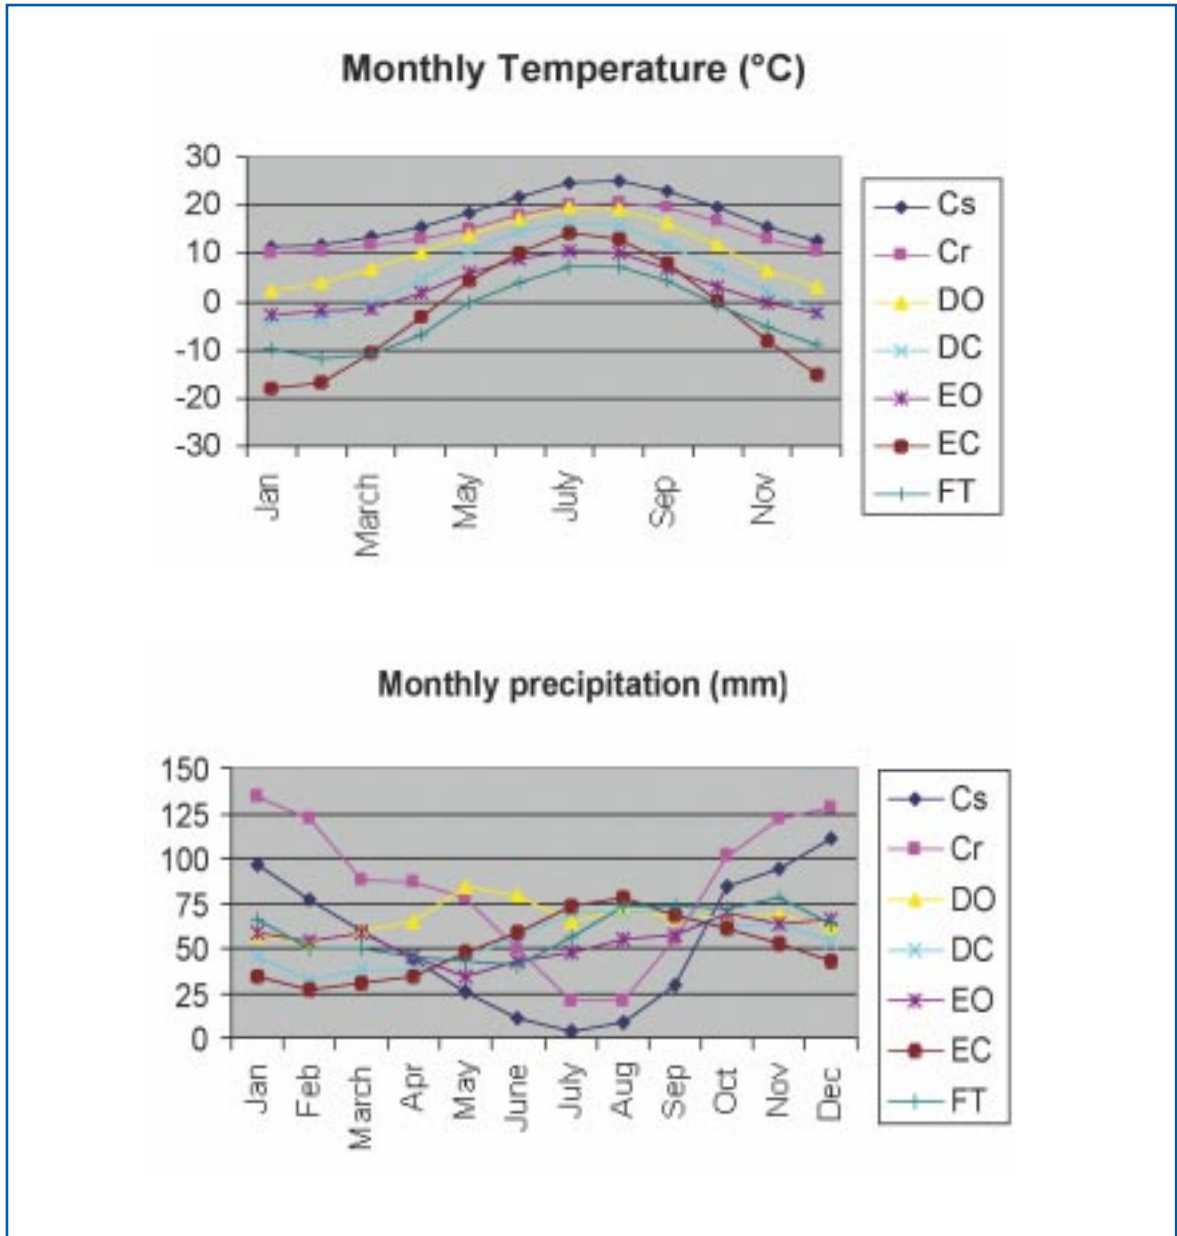 Monthly Temperature (°C)
30
20
10
0
-10
-20
-30
Jan
March
May
July
Sep
Nov
Cs
Cr
DO
DC
EO
EC
FT
Monthly precipitation (mm)
150
125
100
75
50
25
0
Jan
Feb
March
Apr
May
June
July
Aug
Sep
Oct
Nov
Dec
Cs
Cr
DO
DC
EO
EC
FT